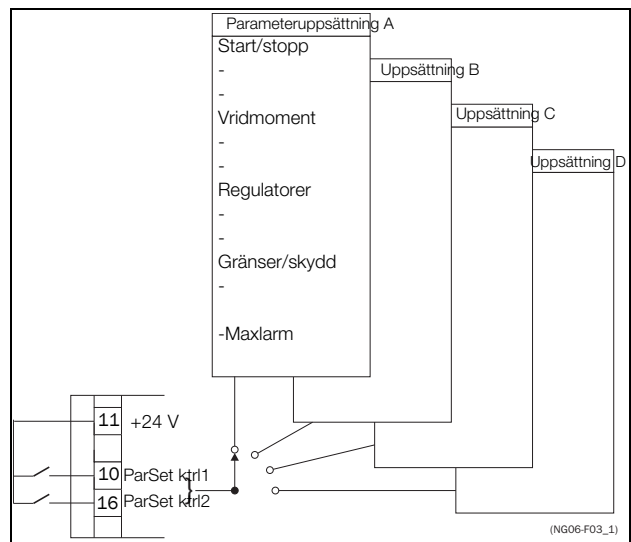 Parameteruppsättning A
Start/stopp
-
-
Vridmoment
-
-
Regulatorer
-
-
Gränser/skydd
-
-Maxlarm
Uppsättning B
Uppsättning C
Uppsättning D
11 +24 V
10 ParSet ktrl1
16 ParSet ktrl2
}
(NG06-F03_1)